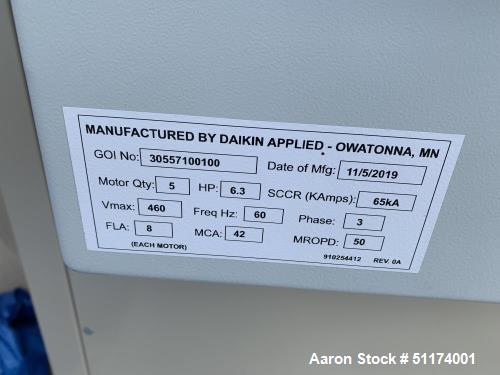 MANUFACTURED BY DAIKIN APPLIED - OWATONNA, MN
GOI No: 30557100100 Date of Mfg: 11/5/2019
Motor Qty: 5 HP: 6.3 SCCR (KAmps): 65kA
Vmax: 460 Freq Hz: 60 Phase: 3
FLA: 8 MCA: 42 MROPD: 50
(EACH MOTOR) 910254412 REV. 0A
Aaron Stock # 51174001